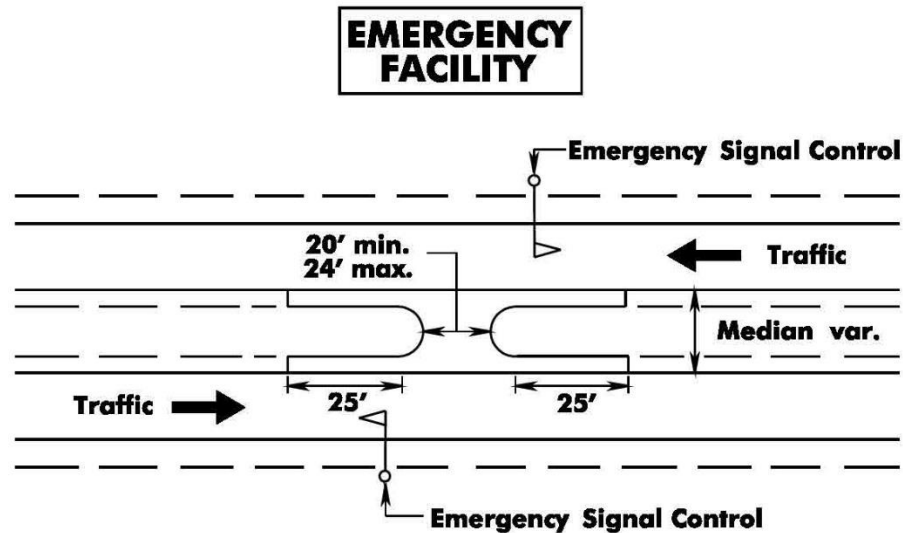 EMERGENCY
FACILITY
Emergency Signal Control
20' min.
24' max.
Traffic
Median var.
Traffic
25'
25'
Emergency Signal Control